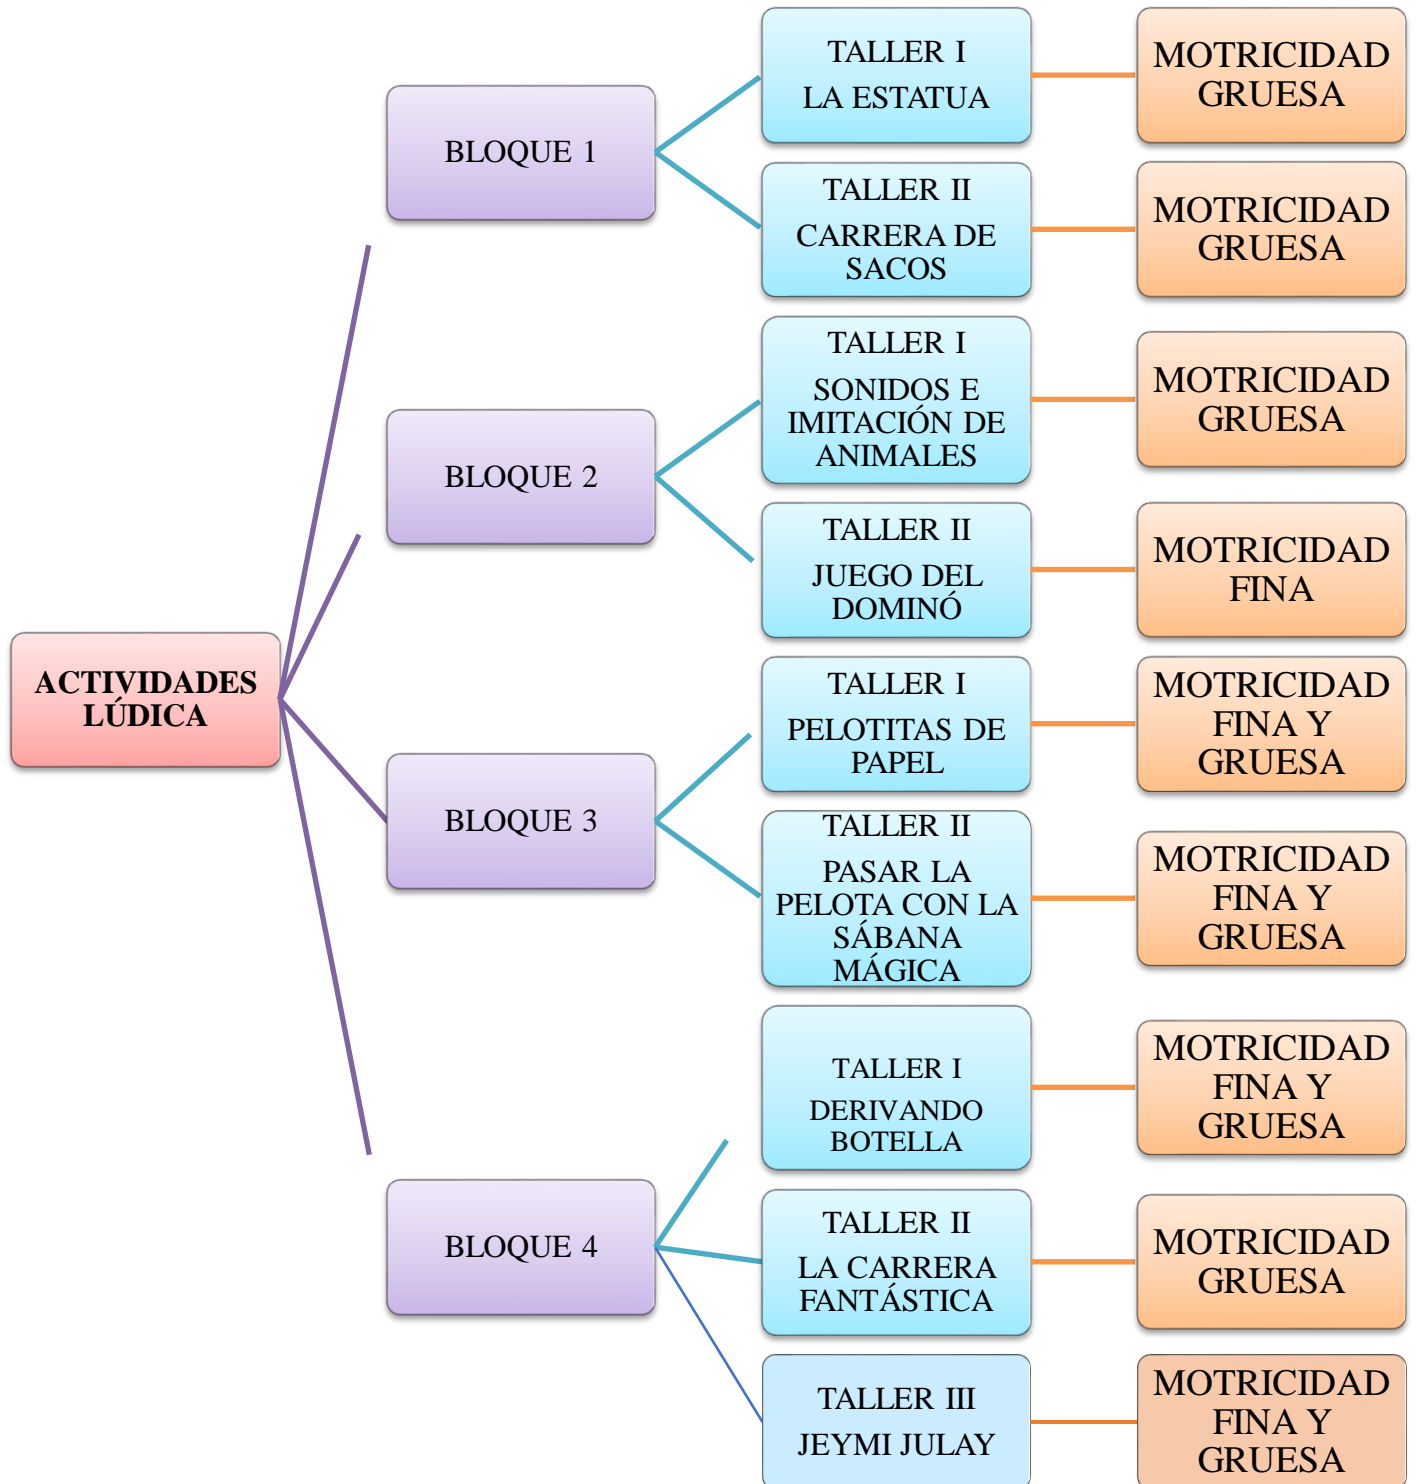 ACTIVIDADES
LÚDICA
BLOQUE 1
TALLER I
LA ESTATUA
MOTRICIDAD
GRUESA
TALLER II
CARRERA DE
SACOS
MOTRICIDAD
GRUESA
BLOQUE 2
TALLER I
SONIDOS E
IMITACIÓN DE
ANIMALES
MOTRICIDAD
GRUESA
TALLER II
JUEGO DEL
DOMINÓ
MOTRICIDAD
FINA
BLOQUE 3
TALLER I
PELOTITAS DE
PAPEL
MOTRICIDAD
FINA Y
GRUESA
TALLER II
PASAR LA
PELOTA CON LA
SÁBANA
MÁGICA
MOTRICIDAD
FINA Y
GRUESA
BLOQUE 4
TALLER I
DERIVANDO
BOTELLA
MOTRICIDAD
FINA Y
GRUESA
TALLER II
LA CARRERA
FANTÁSTICA
MOTRICIDAD
GRUESA
TALLER III
JEYMI JULAY
MOTRICIDAD
FINA Y
GRUESA